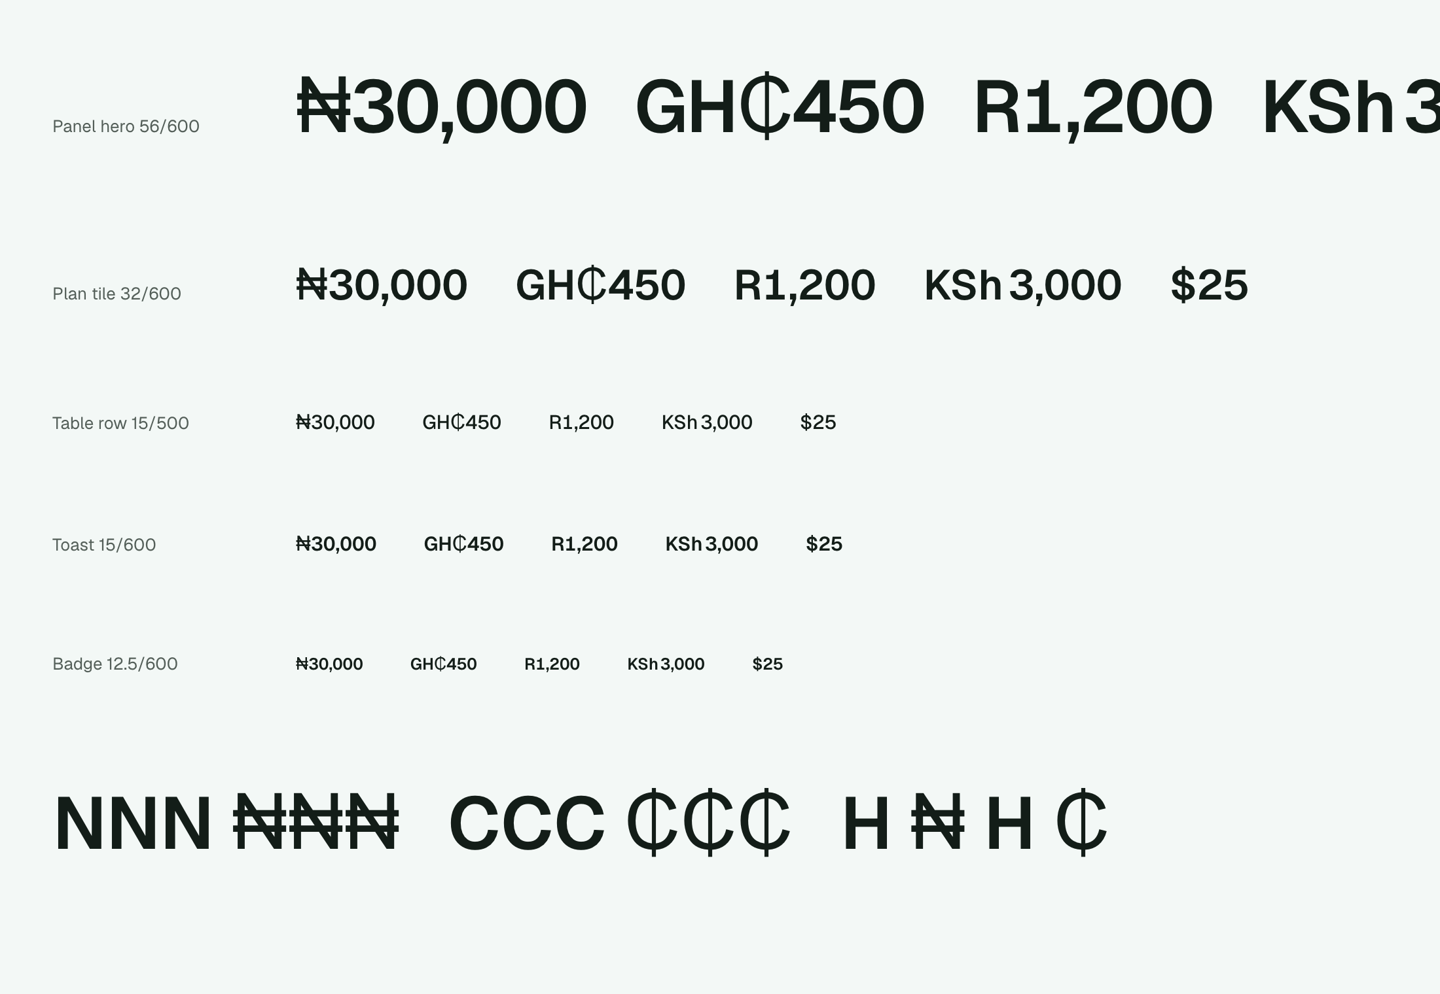 Panel hero 56/600 ₦30,000 GH₵450 R1,200 KSh 3
Plan tile 32/600 ₦30,000 GH₵450 R1,200 KSh 3,000 $25
Table row 15/500 ₦30,000 GH₵450 R1,200 KSh 3,000 $25
Toast 15/600 ₦30,000 GH₵450 R1,200 KSh 3,000 $25
Badge 12.5/600 ₦30,000 GH₵450 R1,200 KSh 3,000 $25
NNN ₦₦₦ CCC ₵₵₵ H ₦ H ₵